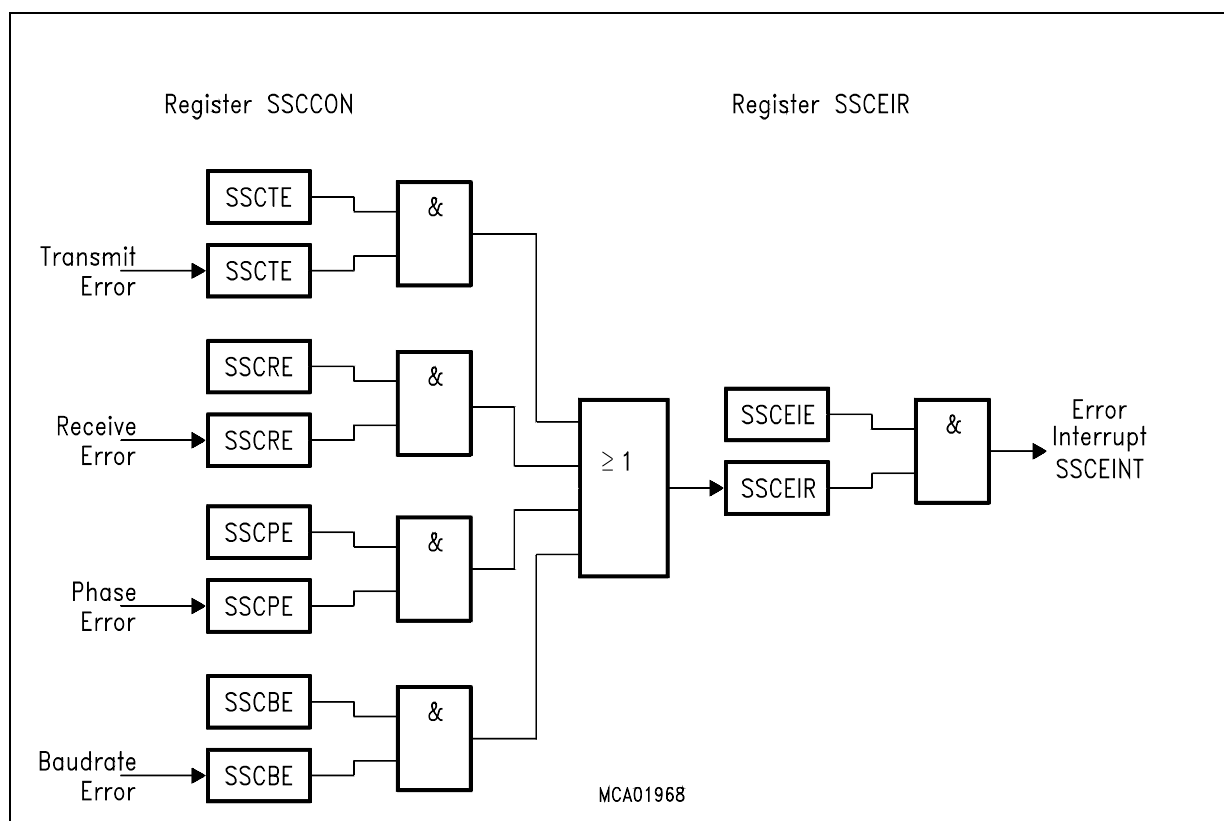 Register SSCCON
Register SSCEIR
SSCTE
&
Transmit
Error
SSCTE
SSCRE
&
Receive
Error
SSCRE
SSCPE
&
Phase
Error
SSCPE
SSCBE
&
Baudrate
Error
SSCBE
≥ 1
SSCEIE
SSCEIR
&
Error
Interrupt
SSCEINT
MCA01968